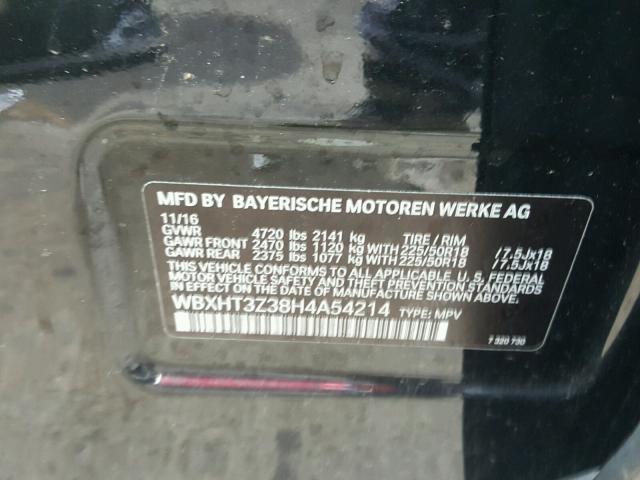 MFD BY BAYERISCHE MOTOREN WERKE AG
11/16
GVWR 4720 lbs 2141 kg TIRE / RIM
GAWR FRONT 2470 lbs 1120 kg WITH 225/50R18 /7.5Jx18
GAWR REAR 2375 lbs 1077 kg WITH 225/50R18 /7.5Jx18
THIS VEHICLE CONFORMS TO ALL APPLICABLE U. S. FEDERAL
MOTOR VEHICLE SAFETY AND THEFT PREVENTION STANDARDS
IN EFFECT ON THE DATE OF MANUFACTURE SHOWN ABOVE.
WBXHT3Z38H4A54214 TYPE: MPV
7 320 730